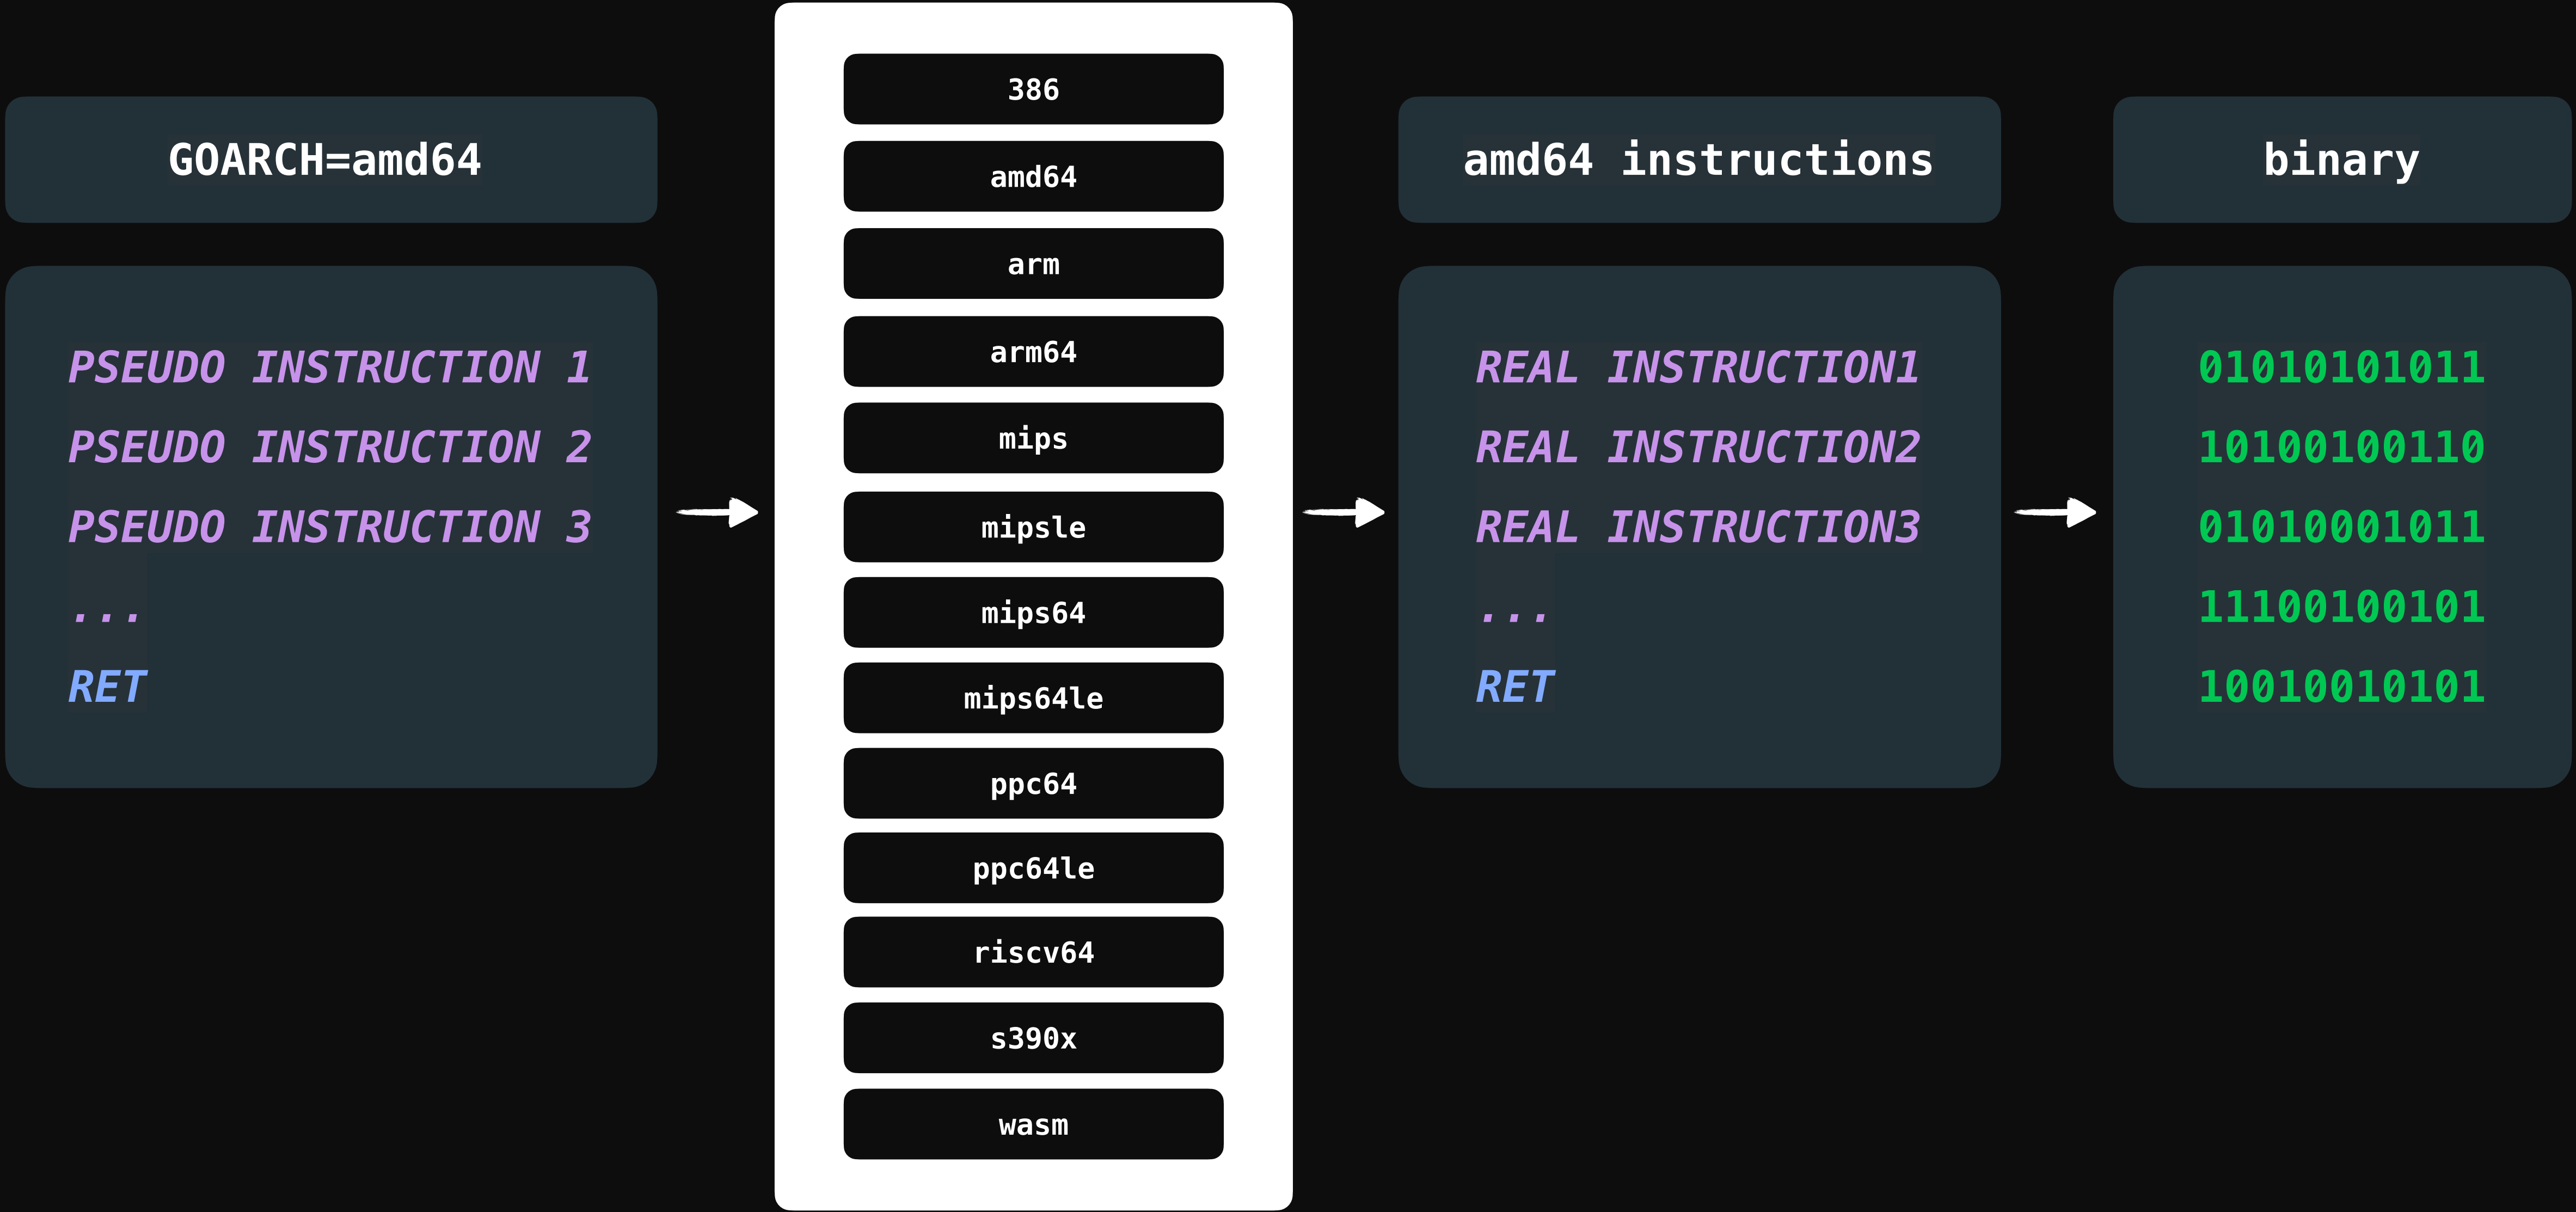 GOARCH=amd64
PSEUDO INSTRUCTION 1
PSEUDO INSTRUCTION 2
PSEUDO INSTRUCTION 3
...
RET
386
amd64
arm
arm64
mips
mipsle
mips64
mips64le
ppc64
ppc64le
riscv64
s390x
wasm
amd64 instructions
REAL INSTRUCTION1
REAL INSTRUCTION2
REAL INSTRUCTION3
...
RET
binary
01010101011
10100100110
01010001011
11100100101
10010010101